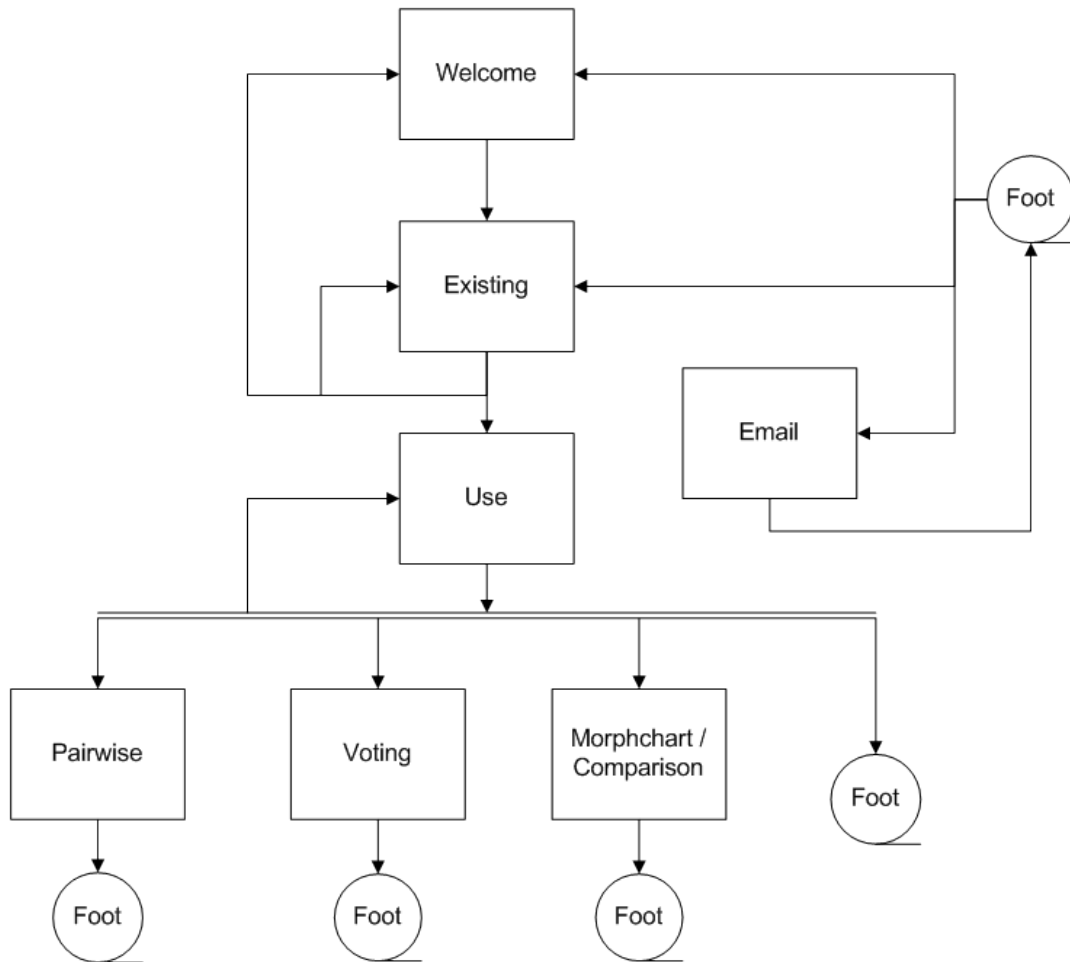 Welcome
Foot
Existing
Email
Use
Pairwise
Voting
Morphchart /
Comparison
Foot
Foot
Foot
Foot